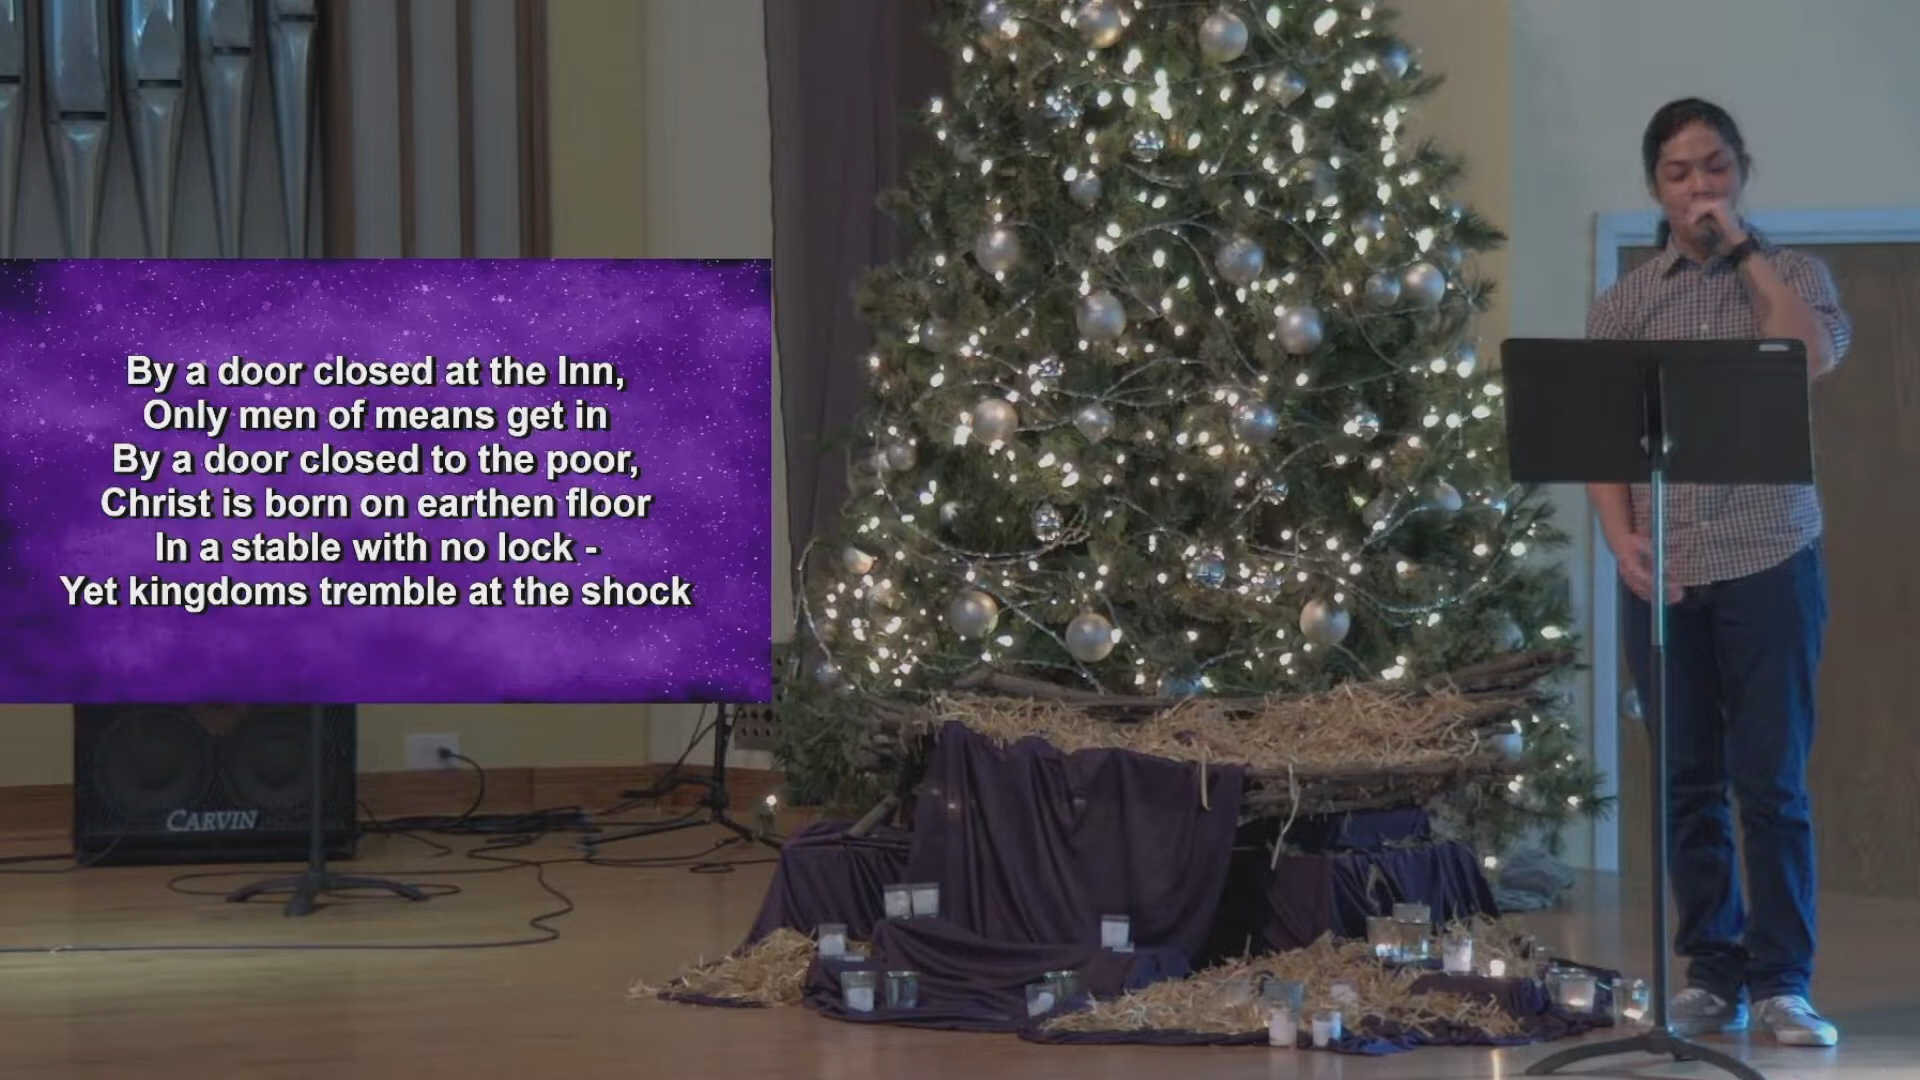 By a door closed at the Inn,
Only men of means get in
By a door closed to the poor,
Christ is born on earthen floor
In a stable with no lock -
Yet kingdoms tremble at the shock
CARVIN